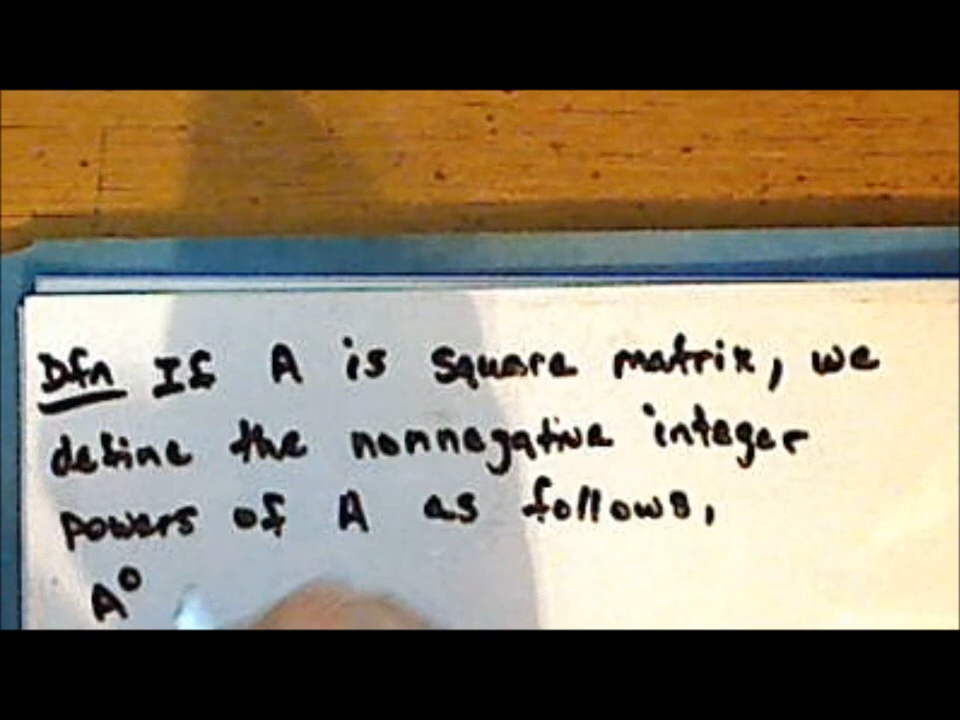 Dfn If A is square matrix, we
define the nonnegative integer
powers of A as follows,
A⁰